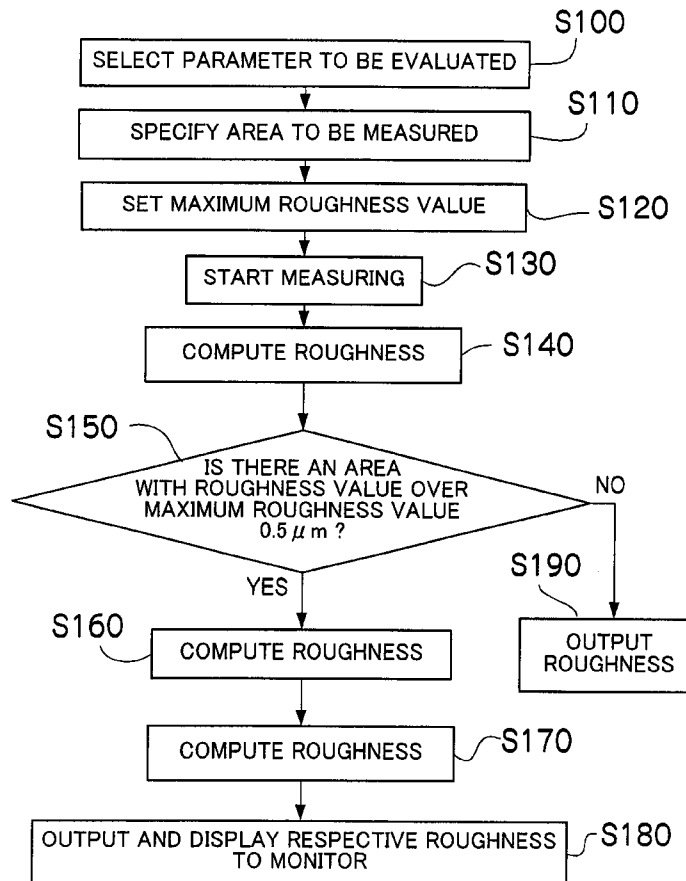 S100
SELECT PARAMETER TO BE EVALUATED
S110
SPECIFY AREA TO BE MEASURED
S120
SET MAXIMUM ROUGHNESS VALUE
S130
START MEASURING
S140
COMPUTE ROUGHNESS
S150
IS THERE AN AREA
WITH ROUGHNESS VALUE OVER
MAXIMUM ROUGHNESS VALUE
0.5 μm ?
NO
YES
S190
OUTPUT
ROUGHNESS
S160
COMPUTE ROUGHNESS
S170
COMPUTE ROUGHNESS
S180
OUTPUT AND DISPLAY RESPECTIVE ROUGHNESS
TO MONITOR